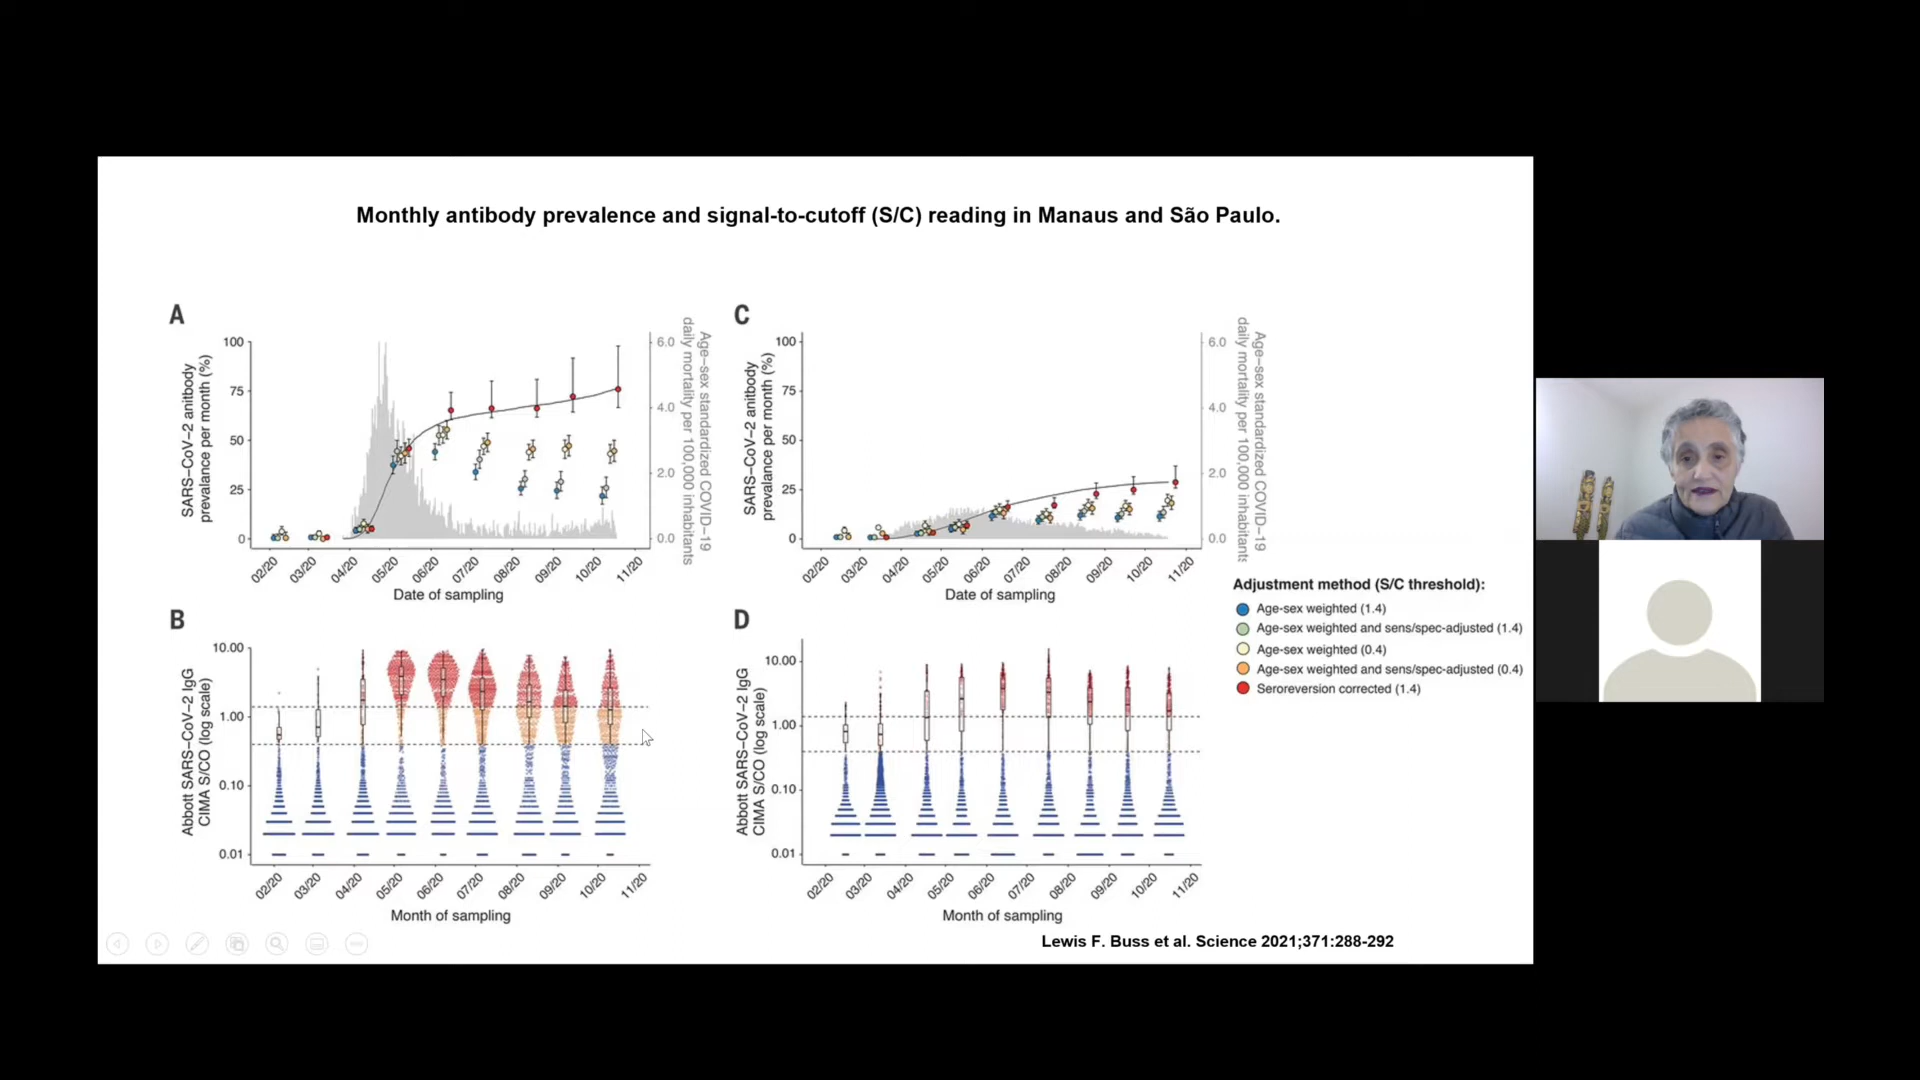 Monthly antibody prevalence and signal-to-cutoff (S/C) reading in Manaus and São Paulo.
A
SARS−CoV−2 anitbody
prevalance per month (%)
100
75
50
25
0
6.0
4.0
2.0
0.0
Age−sex standardized COVID−19
daily mortality per 100,000 inhabitants
02/20 03/20 04/20 05/20 06/20 07/20 08/20 09/20 10/20 11/20
Date of sampling
C
SARS−CoV−2 anitbody
prevalance per month (%)
100
75
50
25
0
6.0
4.0
2.0
0.0
Age−sex standardized COVID−19
daily mortality per 100,000 inhabitants
02/20 03/20 04/20 05/20 06/20 07/20 08/20 09/20 10/20 11/20
Date of sampling
Adjustment method (S/C threshold):
Age−sex weighted (1.4)
Age−sex weighted and sens/spec-adjusted (1.4)
Age−sex weighted (0.4)
Age−sex weighted and sens/spec-adjusted (0.4)
Seroreversion corrected (1.4)
B
Abbott SARS−CoV−2 IgG
CIMA S/CO (log scale)
10.00
1.00
0.10
0.01
02/20 03/20 04/20 05/20 06/20 07/20 08/20 09/20 10/20 11/20
Month of sampling
D
Abbott SARS−CoV−2 IgG
CIMA S/CO (log scale)
10.00
1.00
0.10
0.01
02/20 03/20 04/20 05/20 06/20 07/20 08/20 09/20 10/20 11/20
Month of sampling
Lewis F. Buss et al. Science 2021;371:288-292